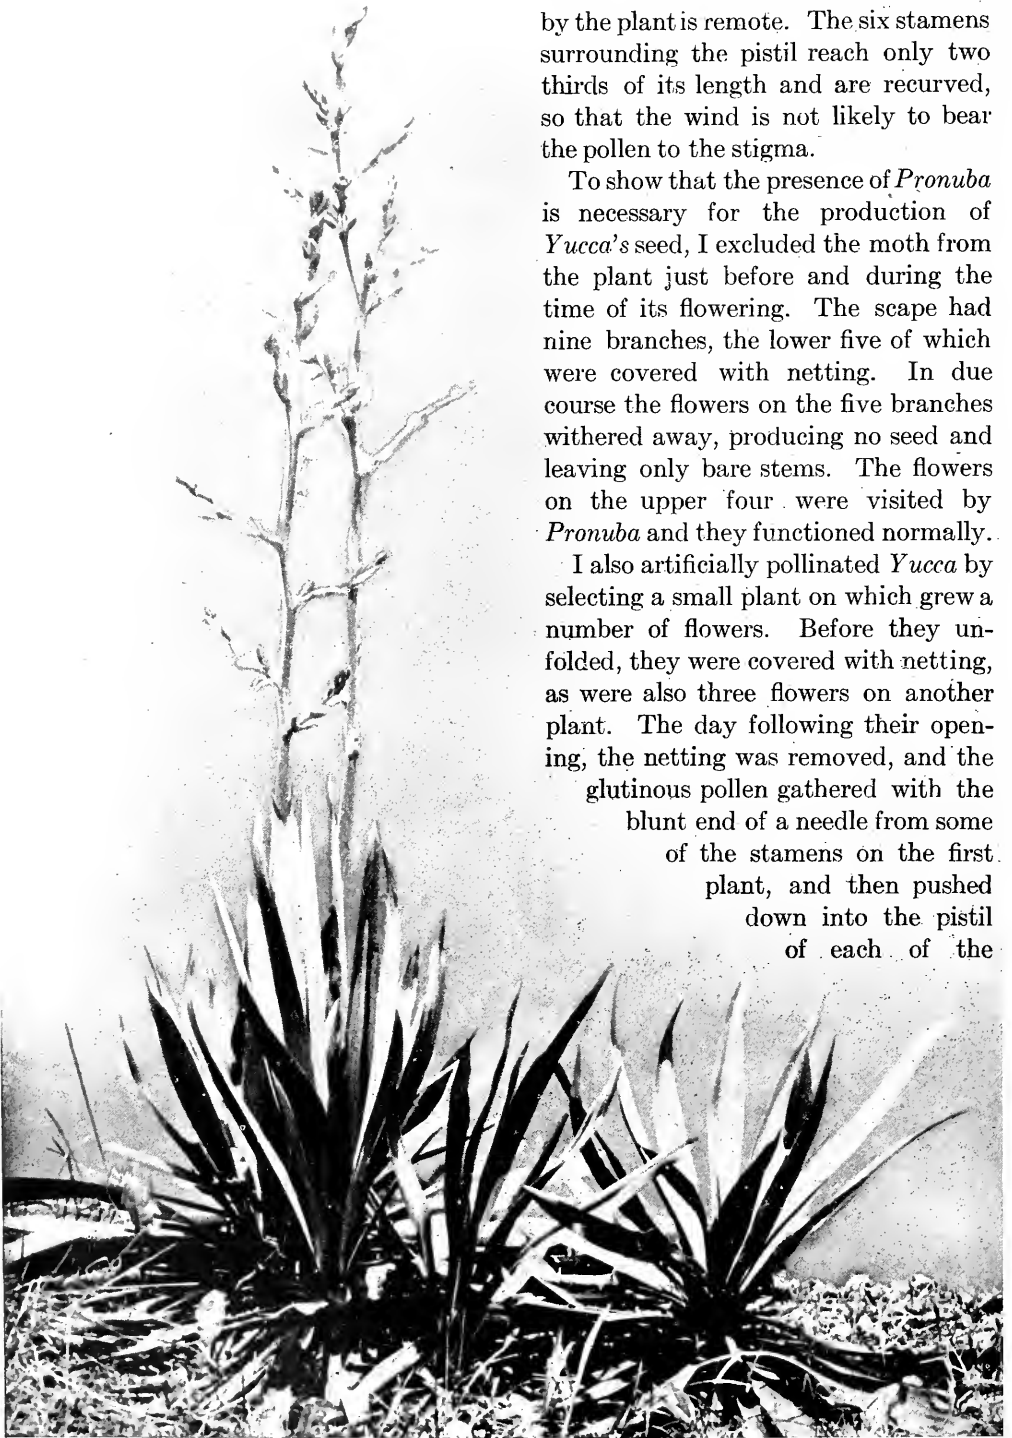 by the plant is remote. The six stamens
surrounding the pistil reach only two
thirds of its length and are recurved,
so that the wind is not likely to bear
the pollen to the stigma.
To show that the presence of Pronuba
is necessary for the production of
Yucca's seed, I excluded the moth from
the plant just before and during the
time of its flowering. The scape had
nine branches, the lower five of which
were covered with netting. In due
course the flowers on the five branches
withered away, producing no seed and
leaving only bare stems. The flowers
on the upper four were visited by
Pronuba and they functioned normally.
I also artificially pollinated Yucca by
selecting a small plant on which grew a
number of flowers. Before they un-
folded, they were covered with netting,
as were also three flowers on another
plant. The day following their open-
ing, the netting was removed, and the
glutinous pollen gathered with the
blunt end of a needle from some
of the stamens on the first
plant, and then pushed
down into the pistil
of each of the